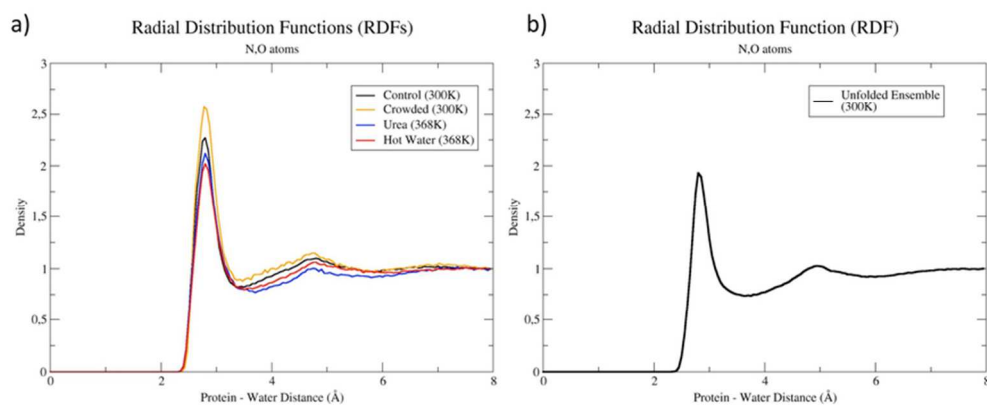 a)
Radial Distribution Functions (RDFs)
N,O atoms
3
2,5
2
1,5
1
0,5
0
Density
Control (300K)
Crowded (300K)
Urea (368K)
Hot Water (368K)
0 2 4 6 8
Protein - Water Distance (Å)
b)
Radial Distribution Function (RDF)
N,O atoms
3
2,5
2
1,5
1
0,5
0
Density
Unfolded Ensemble
(300K)
0 2 4 6 8
Protein - Water Distance (Å)